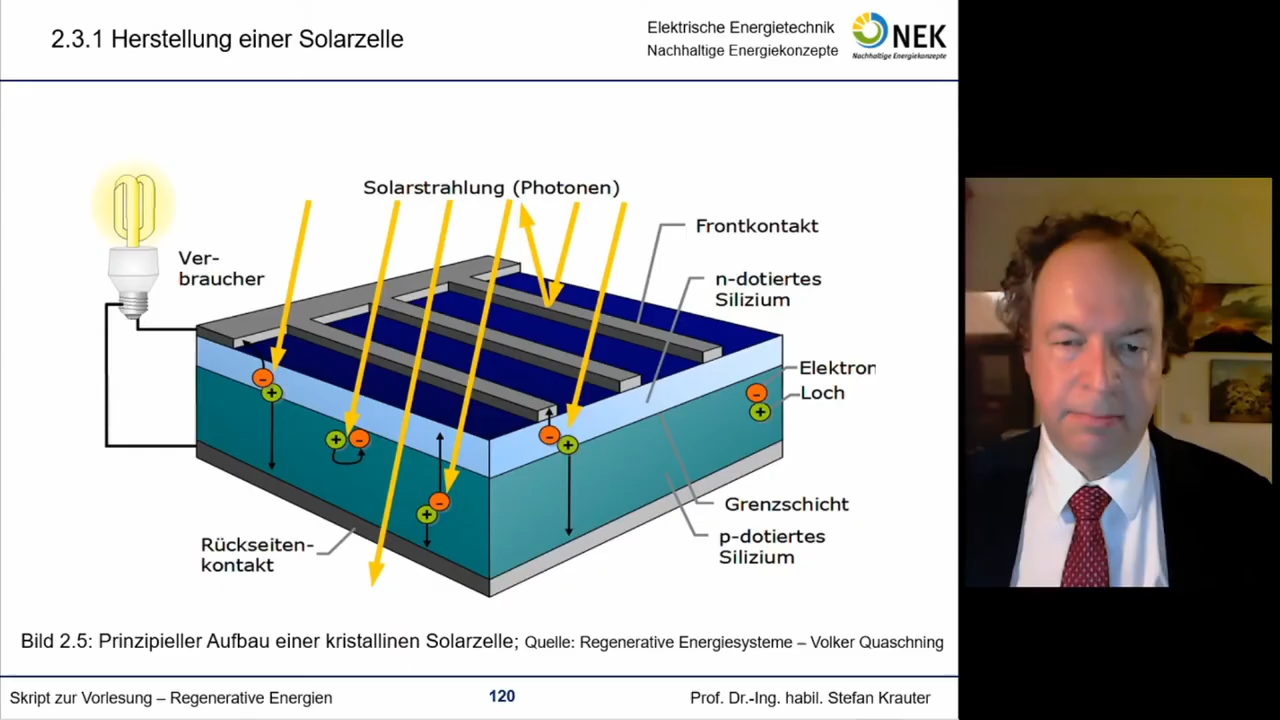 2.3.1 Herstellung einer Solarzelle
Elektrische Energietechnik
Nachhaltige Energiekonzepte
NEK
Nachhaltige Energiekonzepte
Solarstrahlung (Photonen)
Ver-
braucher
Frontkontakt
n-dotiertes
Silizium
Elektron
Loch
Grenzschicht
p-dotiertes
Silizium
Rückseiten-
kontakt
Bild 2.5: Prinzipieller Aufbau einer kristallinen Solarzelle; Quelle: Regenerative Energiesysteme – Volker Quaschning
Skript zur Vorlesung – Regenerative Energien
120
Prof. Dr.-Ing. habil. Stefan Krauter